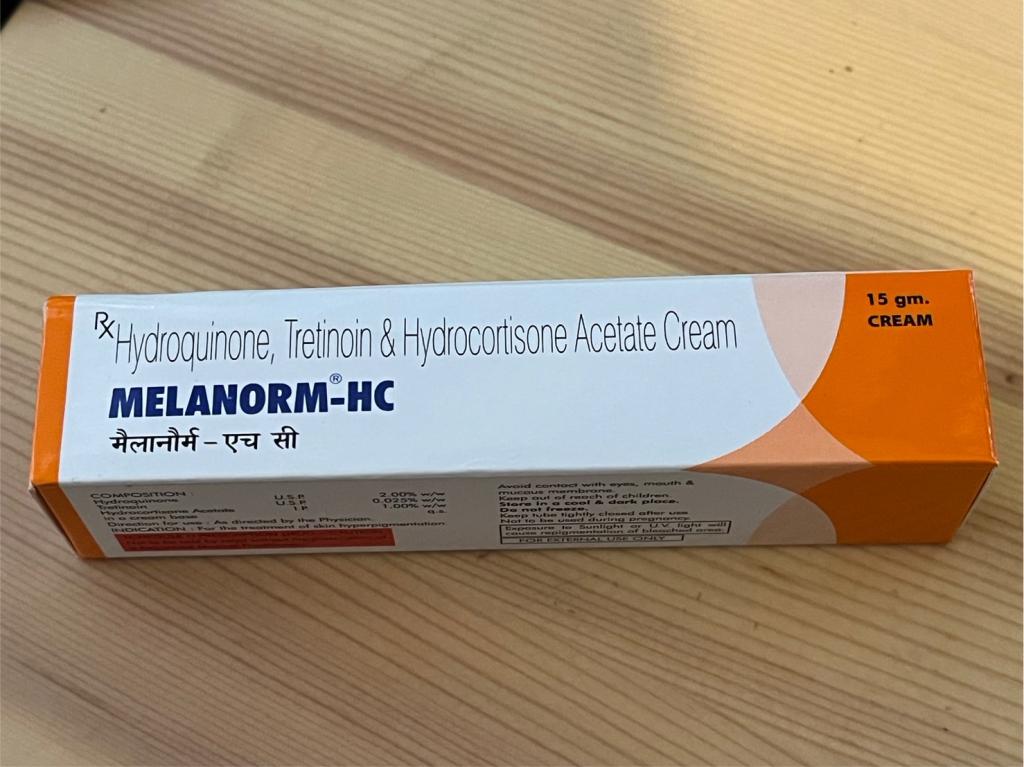 Rx Hydroquinone, Tretinoin & Hydrocortisone Acetate Cream
MELANORM®-HC
मैलानौर्म – एच सी
15 gm.
CREAM
COMPOSITION :
Hydroquinone U.S.P. 2.00% w/w
Tretinoin U.S.P. 0.025% w/w
Hydrocortisone Acetate I.P. 1.00% w/w
In a cream base q.s.
Direction for use : As directed by the Physician.
INDICATION : For the treatment of skin hyperpigmentation
Avoid contact with eyes, mouth &
mucous membrane.
Keep out of reach of children
Store in a cool & dark place.
Do not freeze.
Keep tube tightly closed after use
Not to be used during pregnancy.
Exposure to Sunlight or U.V. light will
cause repigmentation of bleached area.
FOR EXTERNAL USE ONLY